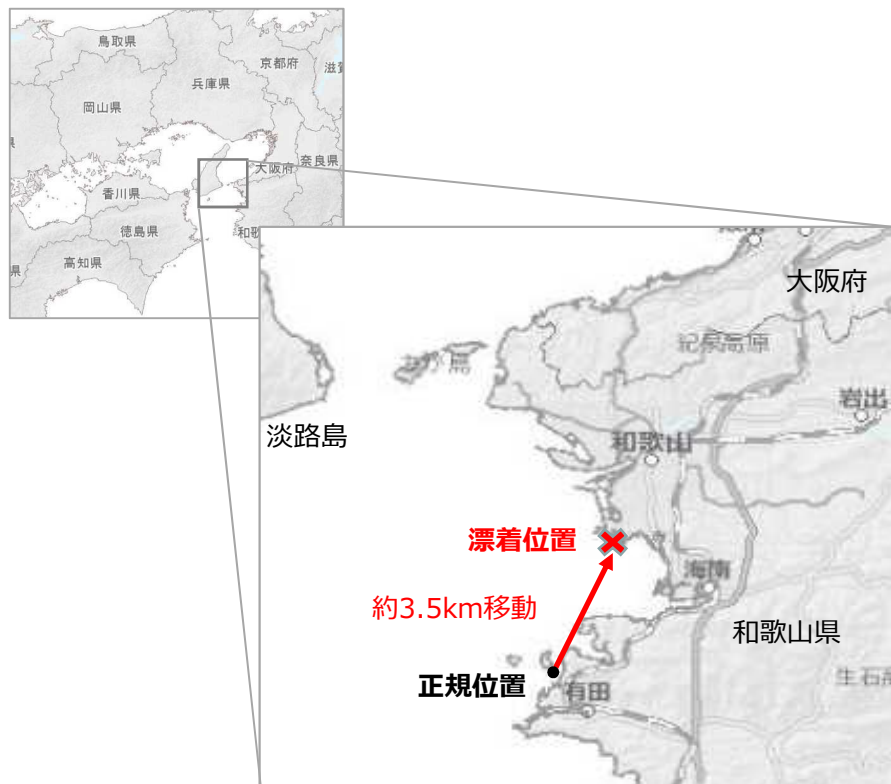 鳥取県
京都府
兵庫県
岡山県
大阪府
奈良県
香川県
徳島県
高知県
県
大阪府
紀泉高原
岩出
淡路島
和歌山
漂着位置
海南
約3.5km移動
和歌山県
正規位置
有田